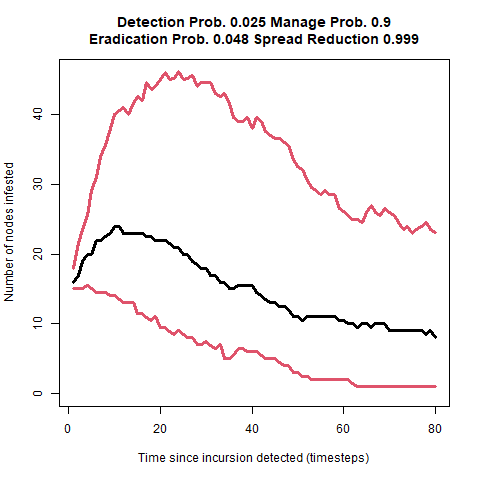 Detection Prob. 0.025 Manage Prob. 0.9
Eradication Prob. 0.048 Spread Reduction 0.999
Number of nodes infested
40
30
20
10
0
0 20 40 60 80
Time since incursion detected (timesteps)